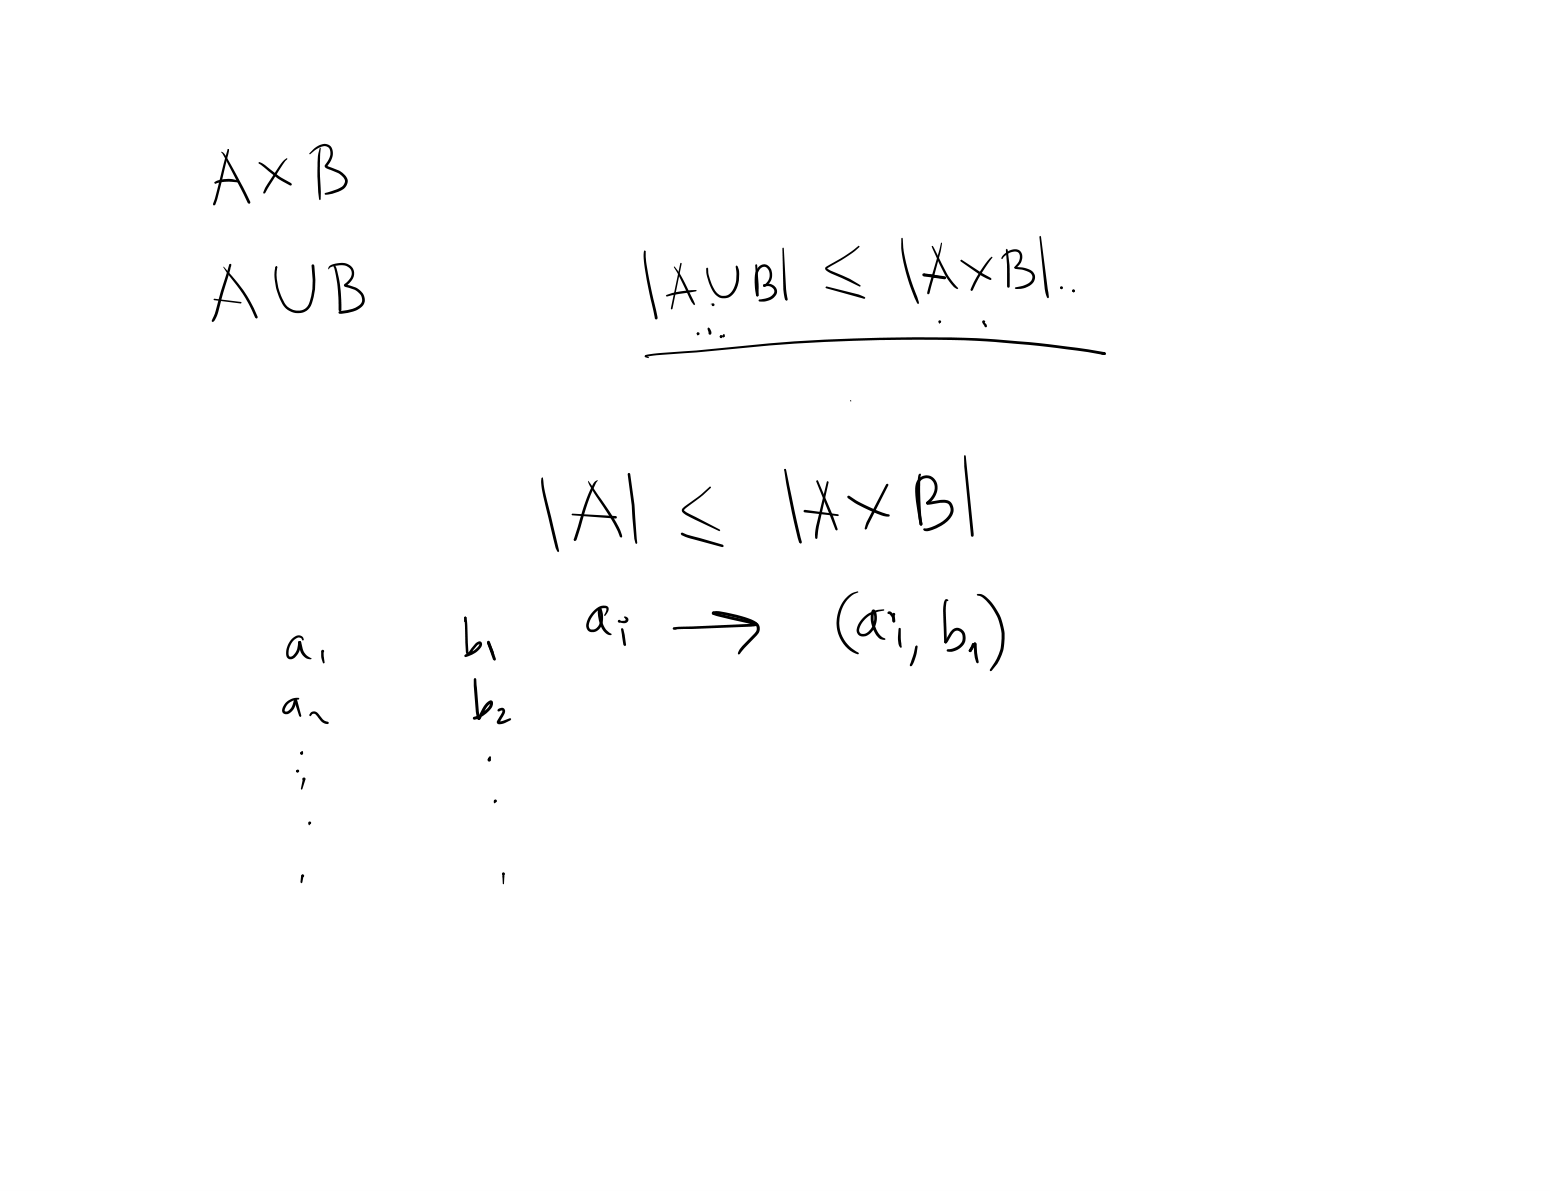 A×B
A∪B
|A∪B| ≤ |A×B|..
|A| ≤ |A×B|
aᵢ → (aᵢ, b₁)
a₁ b₁
a₂ b₂